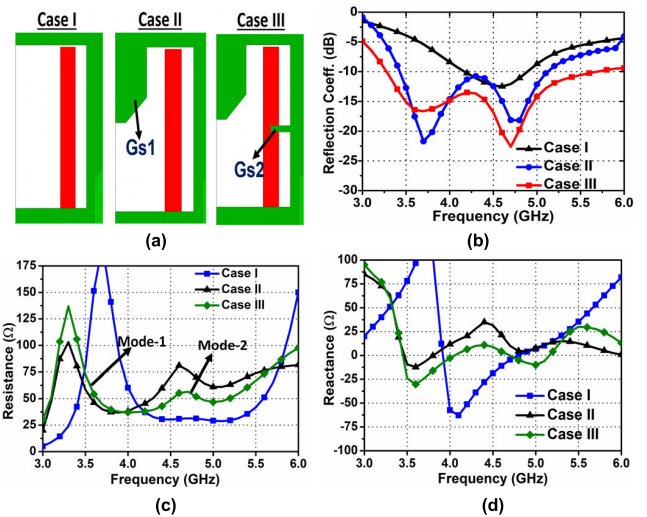 Case I
Case II
Case III
Gs1
Gs2
(a)
Reflection Coeff. (dB)
0
-5
-10
-15
-20
-25
-30
Case I
Case II
Case III
3.0 3.5 4.0 4.5 5.0 5.5 6.0
Frequency (GHz)
(b)
Resistance (Ω)
175
150
125
100
75
50
25
0
Case I
Case II
Case III
Mode-1
Mode-2
3.0 3.5 4.0 4.5 5.0 5.5 6.0
Frequency (GHz)
(c)
Reactance (Ω)
100
75
50
25
0
-25
-50
-75
-100
Case I
Case II
Case III
3.0 3.5 4.0 4.5 5.0 5.5 6.0
Frequency (GHz)
(d)